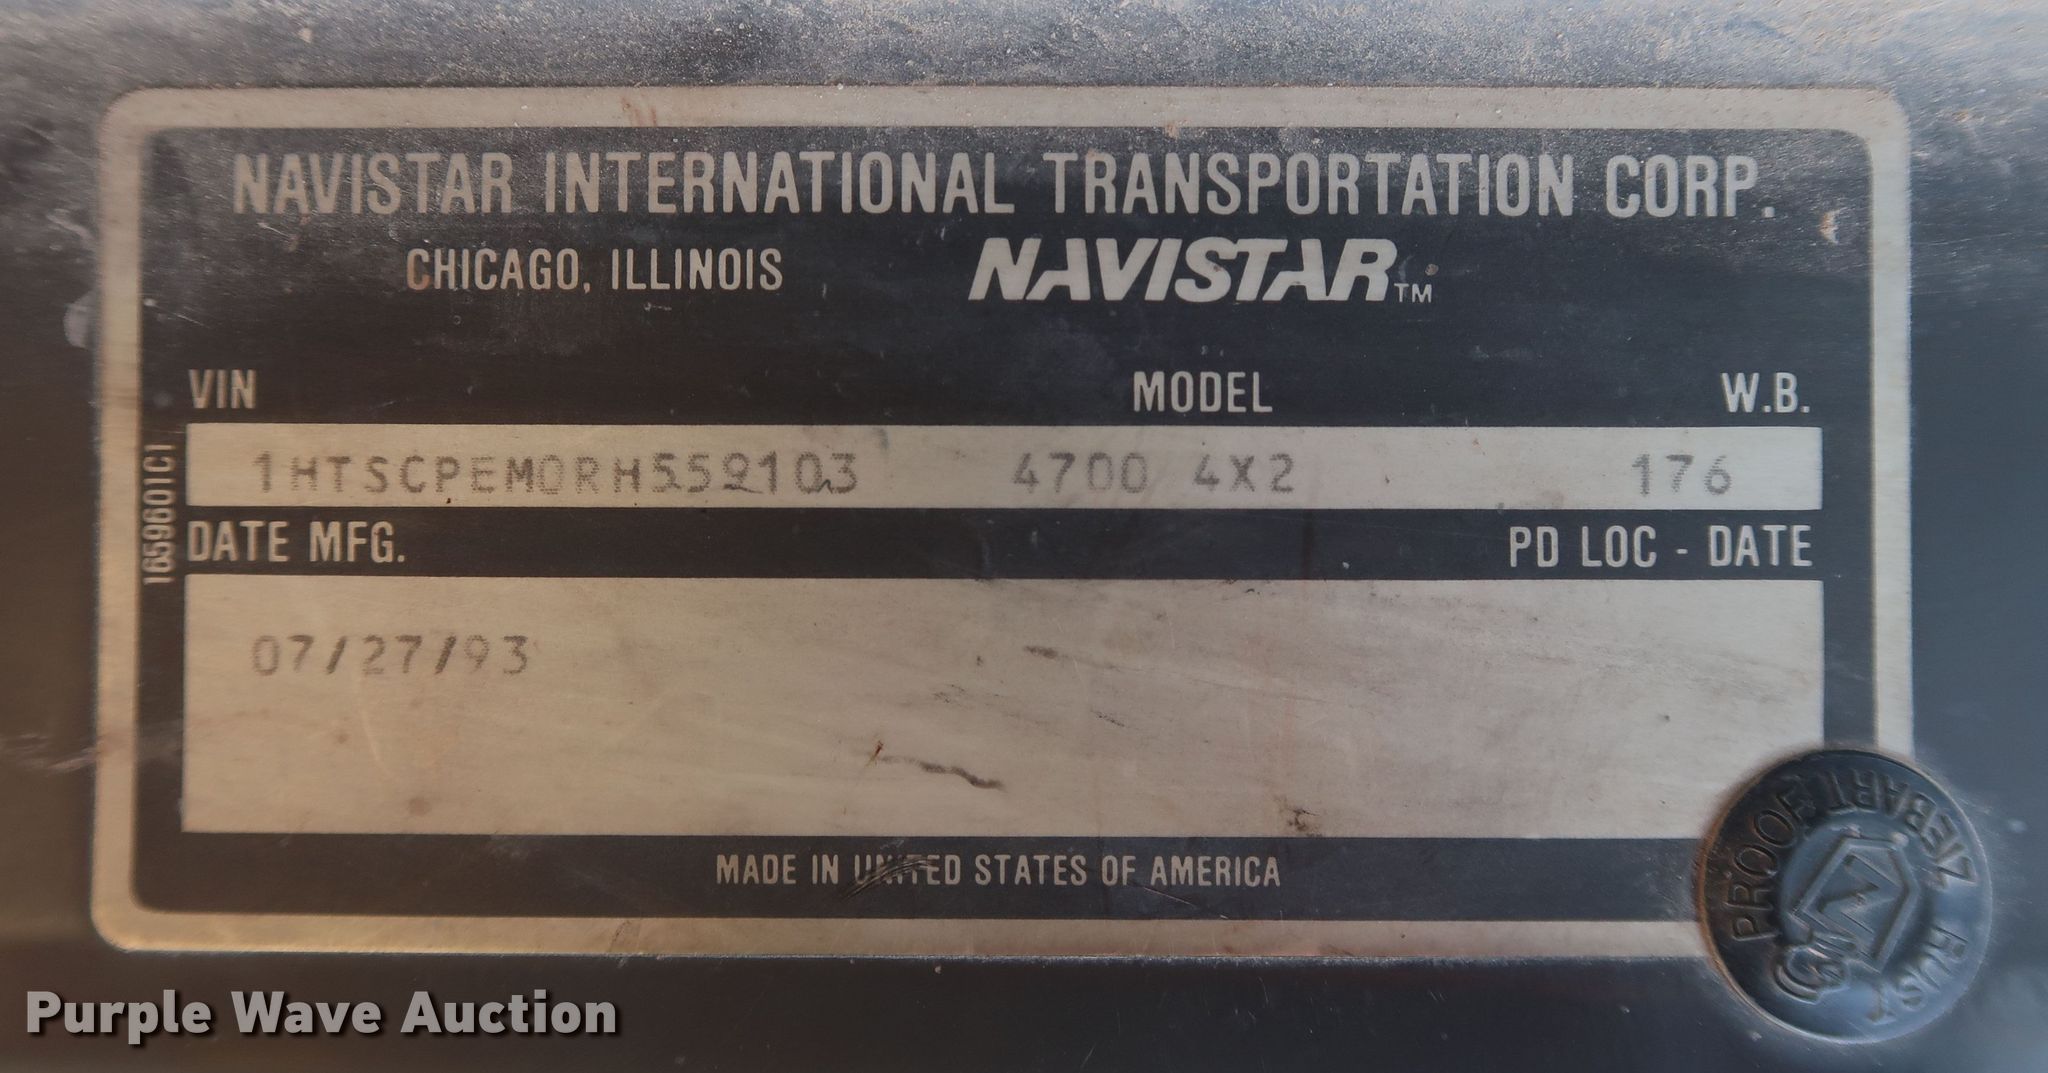 NAVISTAR INTERNATIONAL TRANSPORTATION CORP.
CHICAGO, ILLINOIS NAVISTAR™
VIN MODEL W.B.
1HTSCPEM0RH559103 4700 4X2 176
1659601C1
DATE MFG. PD LOC - DATE
07/27/93
MADE IN UNITED STATES OF AMERICA
ZIEBART RUST PROOF
Purple Wave Auction